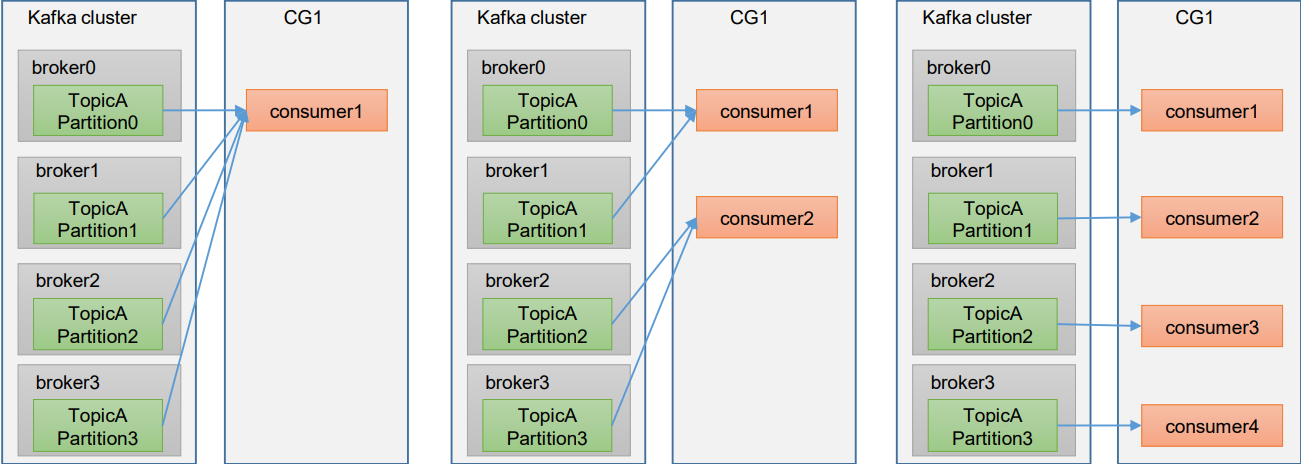 Kafka cluster
CG1
broker0
TopicA
Partition0
consumer1
broker1
TopicA
Partition1
broker2
TopicA
Partition2
broker3
TopicA
Partition3
Kafka cluster
CG1
broker0
TopicA
Partition0
consumer1
broker1
TopicA
Partition1
consumer2
broker2
TopicA
Partition2
broker3
TopicA
Partition3
Kafka cluster
CG1
broker0
TopicA
Partition0
consumer1
broker1
TopicA
Partition1
consumer2
broker2
TopicA
Partition2
consumer3
broker3
TopicA
Partition3
consumer4